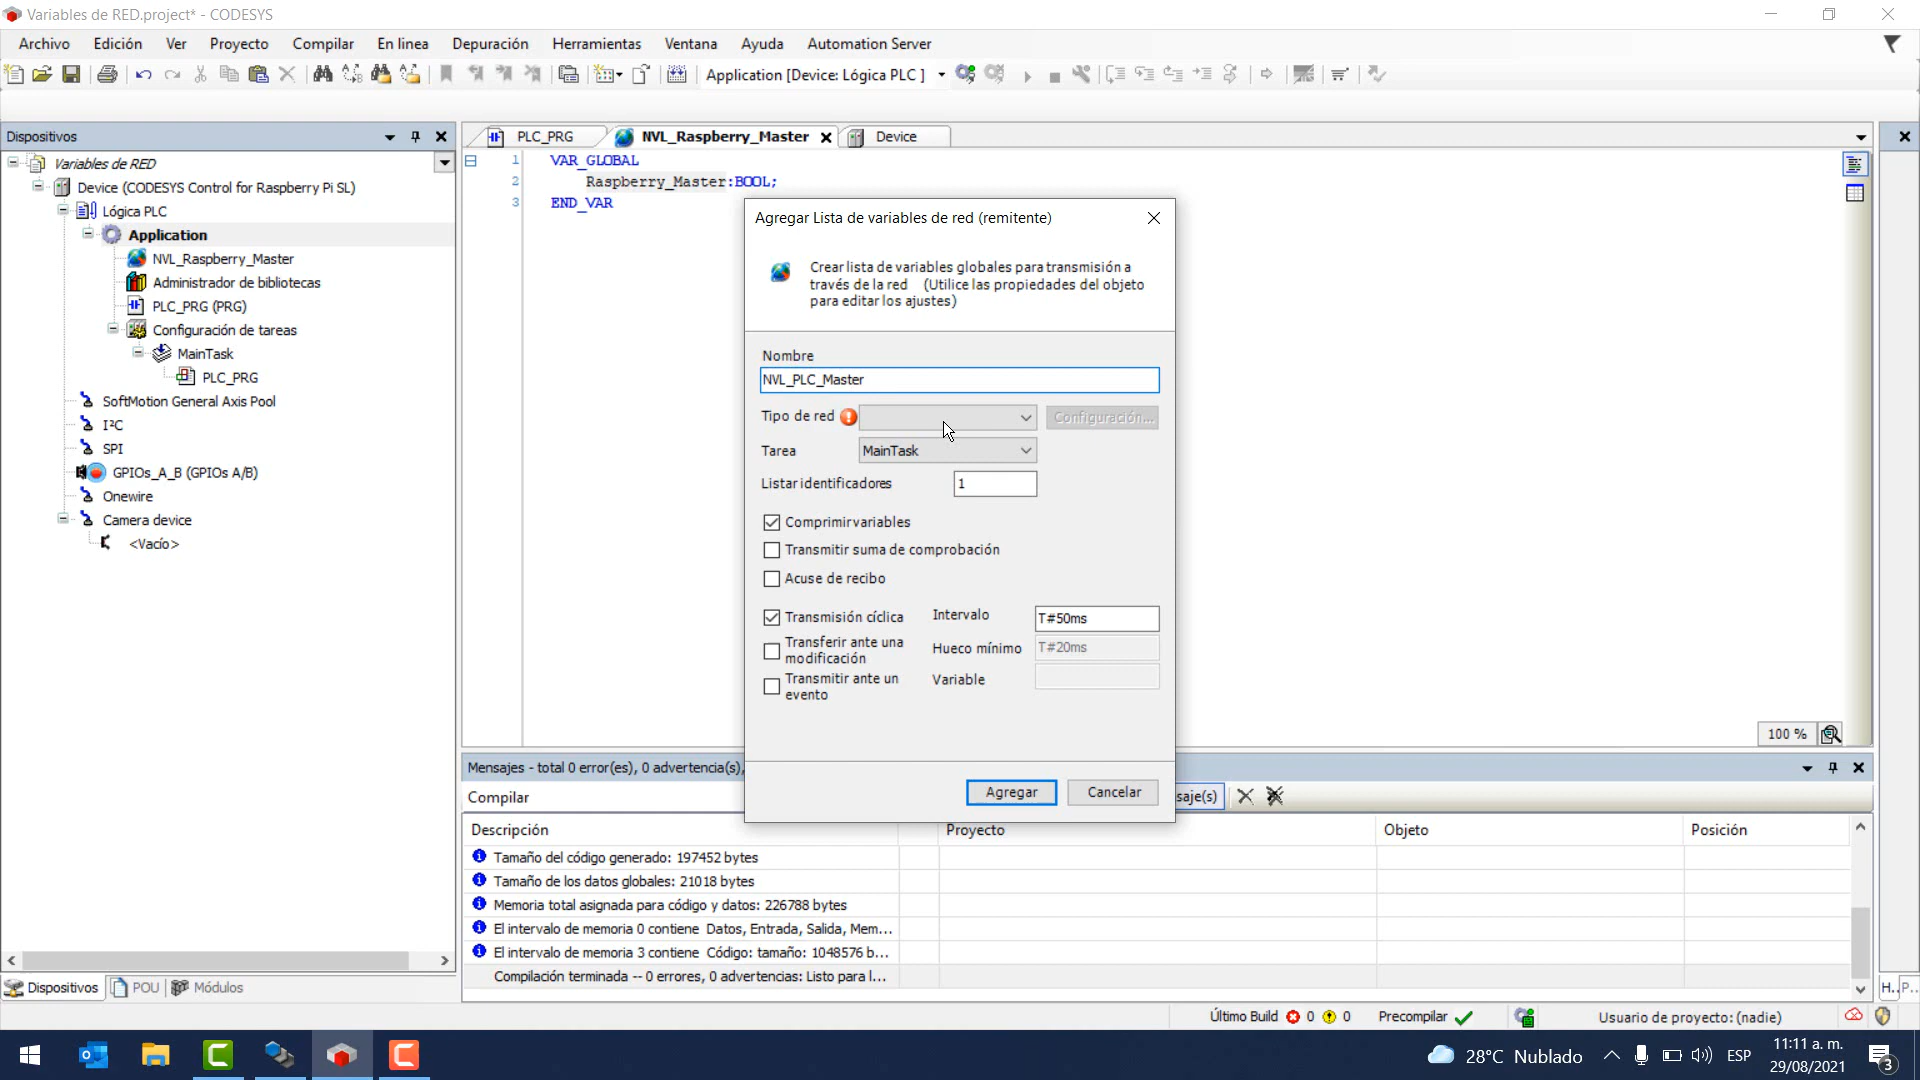 Variables de RED.project* - CODESYS
Archivo Edición Ver Proyecto Compilar En linea Depuración Herramientas Ventana Ayuda Automation Server
Application [Device: Lógica PLC ]
Dispositivos
Variables de RED
Device (CODESYS Control for Raspberry Pi SL)
Lógica PLC
Application
NVL_Raspberry_Master
Administrador de bibliotecas
PLC_PRG (PRG)
Configuración de tareas
MainTask
PLC_PRG
SoftMotion General Axis Pool
I²C
SPI
GPIOs_A_B (GPIOs A/B)
Onewire
Camera device
<Vacío>
Dispositivos POU Módulos
PLC_PRG NVL_Raspberry_Master Device
1 VAR_GLOBAL
2 Raspberry_Master:BOOL;
3 END_VAR
100 %
Agregar Lista de variables de red (remitente)
Crear lista de variables globales para transmisión a
través de la red (Utilice las propiedades del objeto
para editar los ajustes)
Nombre
NVL_PLC_Master
Tipo de red Configuración...
Tarea MainTask
Listar identificadores 1
Comprimir variables
Transmitir suma de comprobación
Acuse de recibo
Transmisión cíclica Intervalo T#50ms
Transferir ante una
modificación Hueco mínimo T#20ms
Transmitir ante un
evento Variable
Agregar Cancelar
Mensajes - total 0 error(es), 0 advertencia(s),
Compilar saje(s)
Descripción Proyecto Objeto Posición
Tamaño del código generado: 197452 bytes
Tamaño de los datos globales: 21018 bytes
Memoria total asignada para código y datos: 226788 bytes
El intervalo de memoria 0 contiene Datos, Entrada, Salida, Mem...
El intervalo de memoria 3 contiene Código: tamaño: 1048576 b...
Compilación terminada -- 0 errores, 0 advertencias: Listo para l...
H.. P..
Último Build 0 0 Precompilar Usuario de proyecto: (nadie)
28°C Nublado ESP
11:11 a. m.
29/08/2021
3